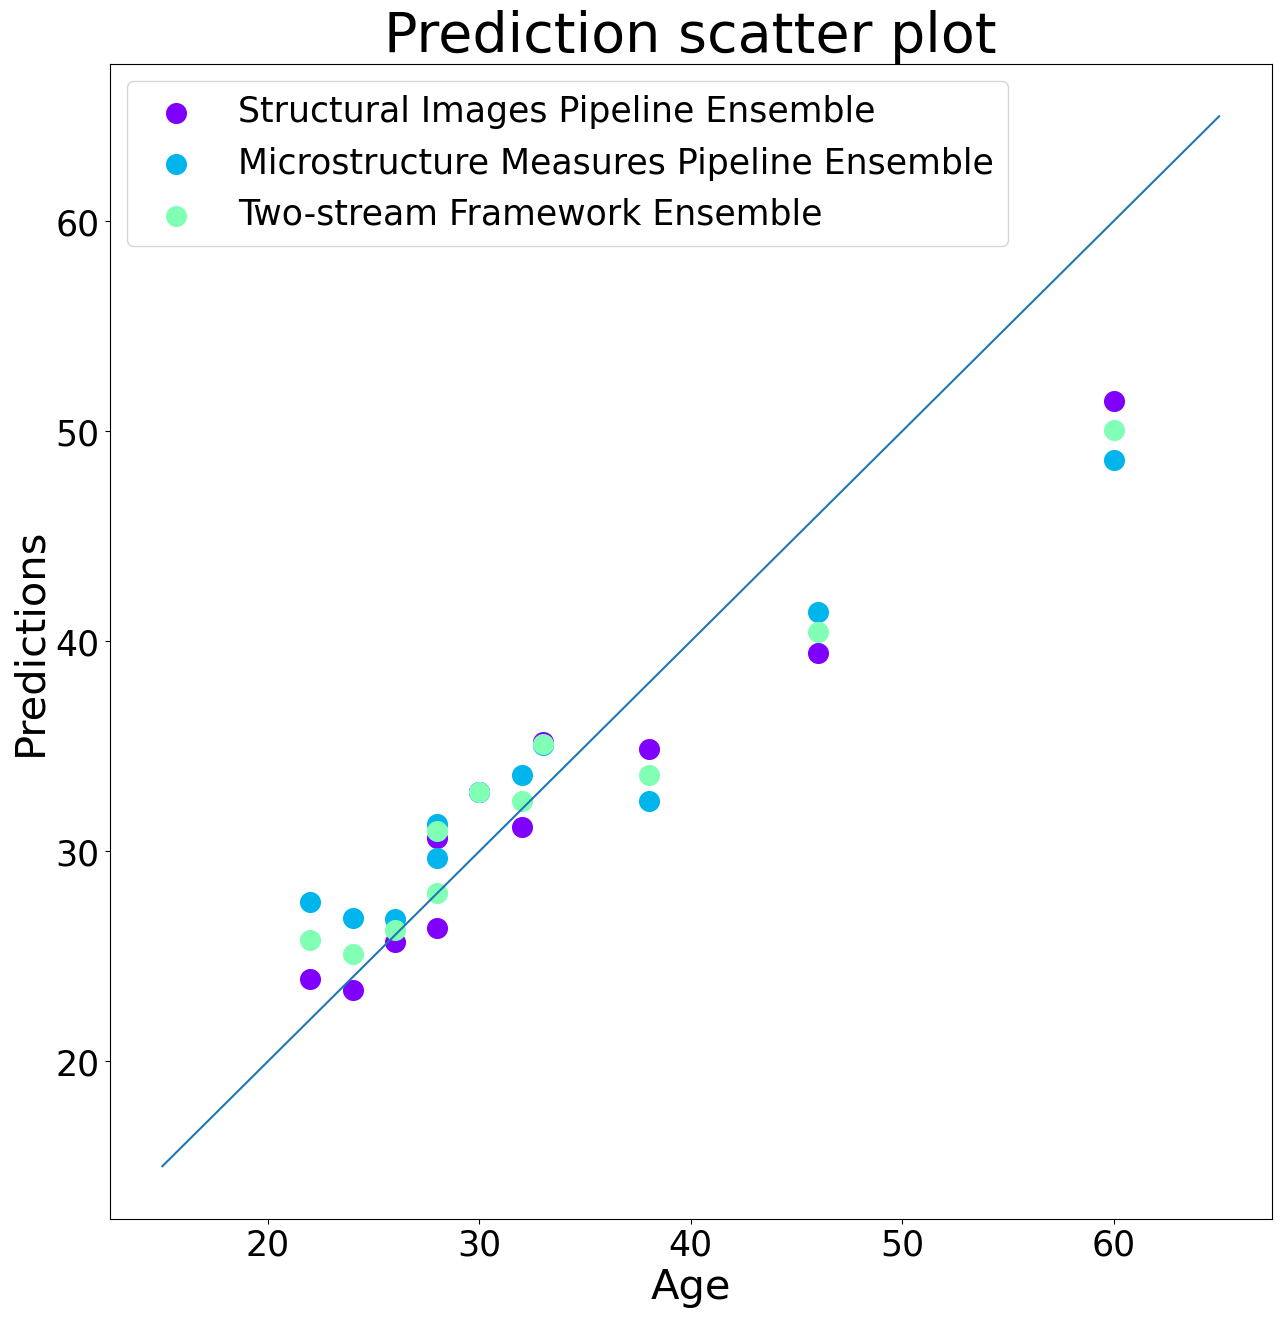 Prediction scatter plot
Structural Images Pipeline Ensemble
Microstructure Measures Pipeline Ensemble
Two-stream Framework Ensemble
60
50
40
30
20
Predictions
20 30 40 50 60
Age